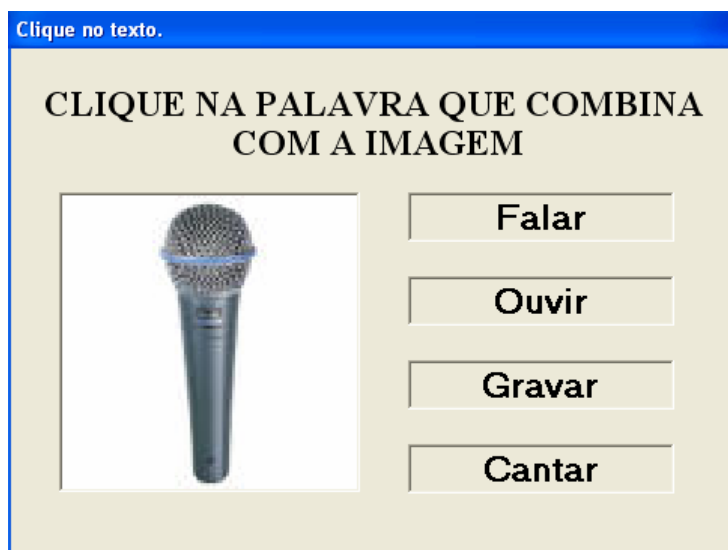 Clique no texto.
CLIQUE NA PALAVRA QUE COMBINA
COM A IMAGEM
Falar
Ouvir
Gravar
Cantar